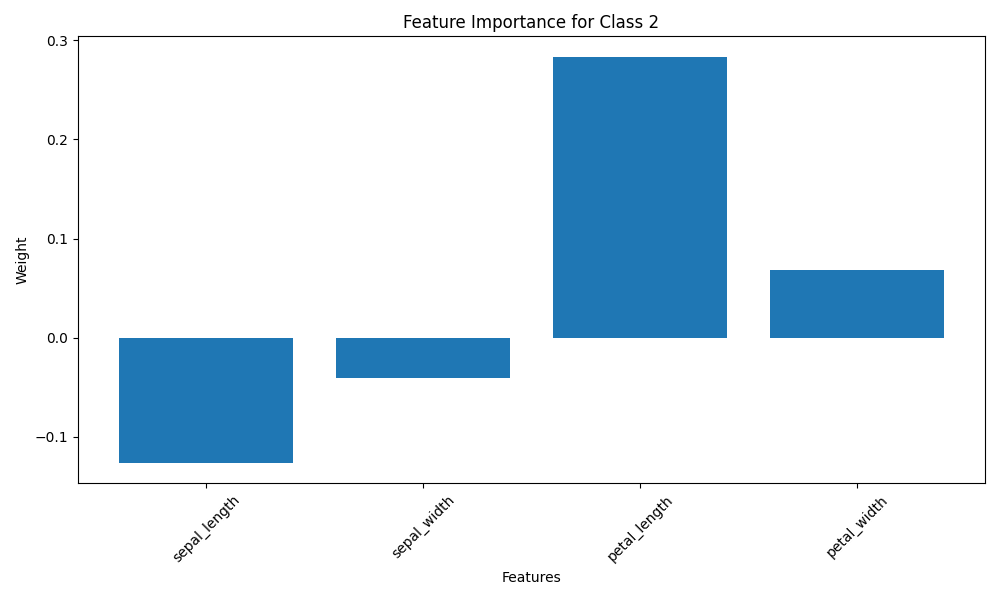 Feature Importance for Class 2
0.3
0.2
0.1
0.0
−0.1
Weight
sepal_length
sepal_width
petal_length
petal_width
Features